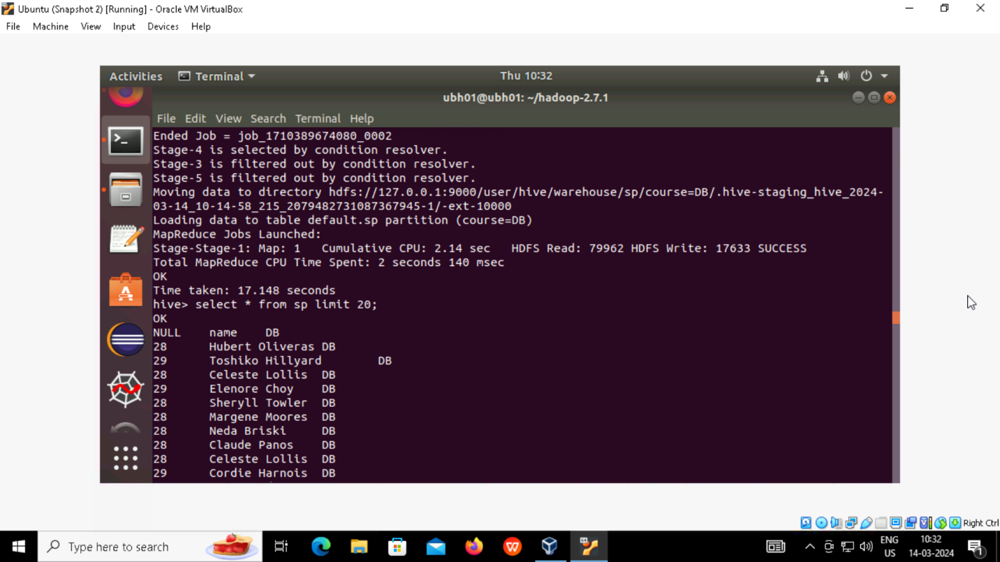 Ubuntu (Snapshot 2) [Running] - Oracle VM VirtualBox
File Machine View Input Devices Help
Activities Terminal Thu 10:32
ubh01@ubh01: ~/hadoop-2.7.1
File Edit View Search Terminal Help
Ended Job = job_1710389674080_0002
Stage-4 is selected by condition resolver.
Stage-3 is filtered out by condition resolver.
Stage-5 is filtered out by condition resolver.
Moving data to directory hdfs://127.0.0.1:9000/user/hive/warehouse/sp/course=DB/.hive-staging_hive_2024-
03-14_10-14-58_215_2079482731087367945-1/-ext-10000
Loading data to table default.sp partition (course=DB)
MapReduce Jobs Launched:
Stage-Stage-1: Map: 1   Cumulative CPU: 2.14 sec   HDFS Read: 79962 HDFS Write: 17633 SUCCESS
Total MapReduce CPU Time Spent: 2 seconds 140 msec
OK
Time taken: 17.148 seconds
hive> select * from sp limit 20;
OK
NULL    name    DB
28      Hubert Oliveras DB
29      Toshiko Hillyard        DB
28      Celeste Lollis  DB
29      Elenore Choy    DB
28      Sheryll Towler  DB
28      Margene Moores  DB
28      Neda Briski     DB
28      Claude Panos    DB
28      Celeste Lollis  DB
29      Cordie Harnois  DB
Right Ctrl
Type here to search
ENG
US
10:32
14-03-2024
1